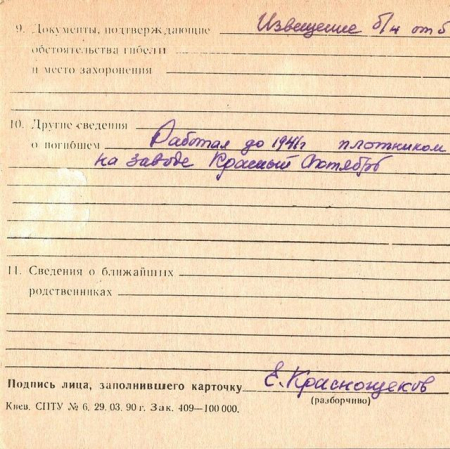 9. Документы, подтверждающие Извещение б/н от 6
обстоятельства гибели
и место захоронения
10. Другие сведения
о погибшем Работал до 1941г плотником
на заводе Красный Октябрь
11. Сведения о ближайших
родственниках
Подпись лица, заполнившего карточку Е. Краснощеков
(разборчиво)
Киев. СПТУ № 6. 29. 03. 90 г. Зак. 409—100 000.